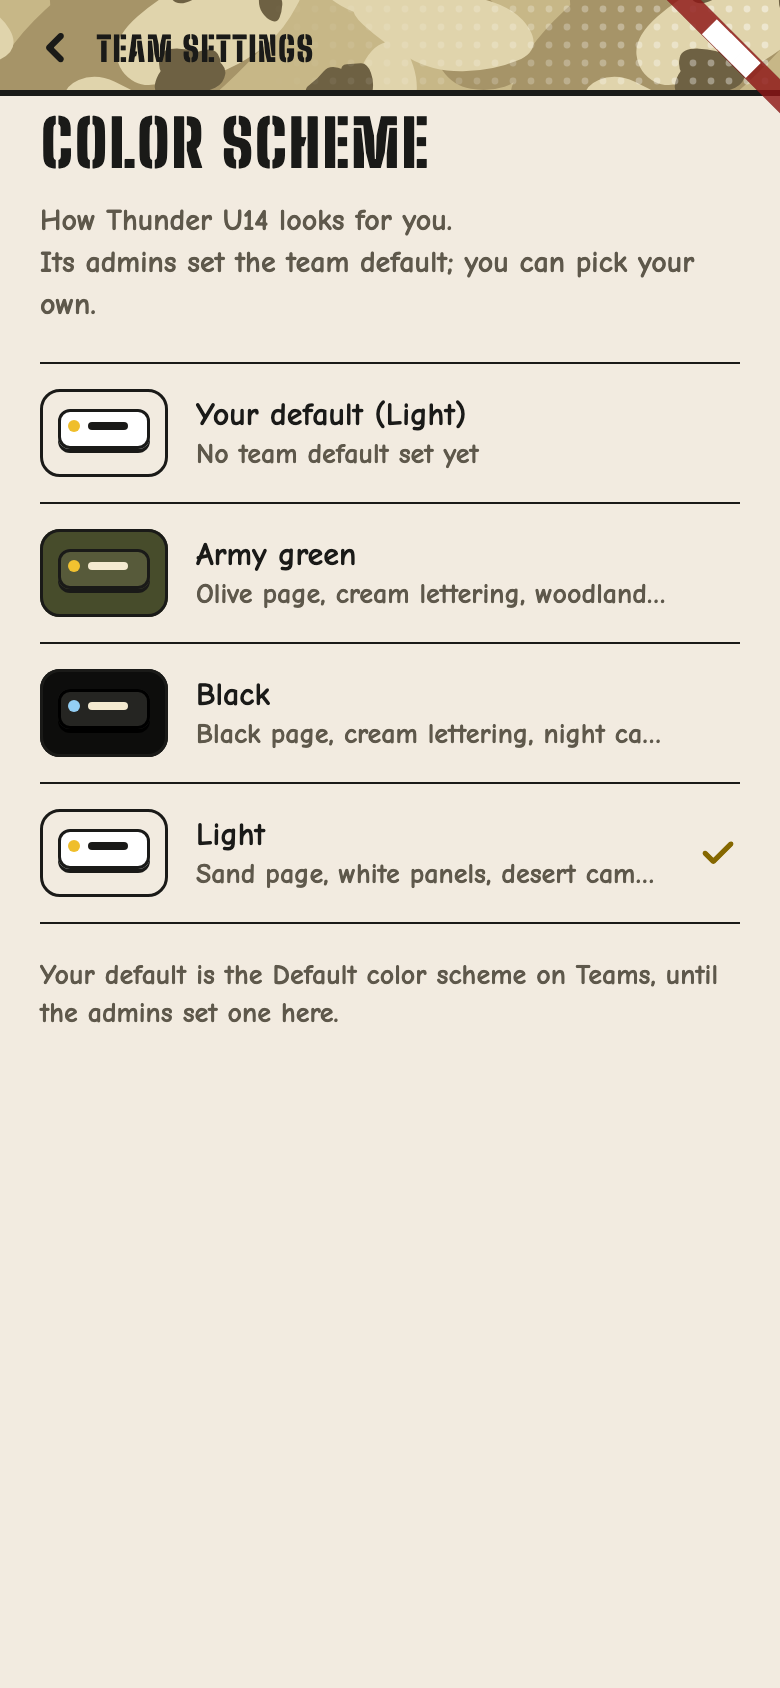 TEAM SETTINGS
COLOR SCHEME
How Thunder U14 looks for you.
Its admins set the team default; you can pick your
own.
Your default (Light)
No team default set yet
Army green
Olive page, cream lettering, woodland...
Black
Black page, cream lettering, night ca...
Light
Sand page, white panels, desert cam...
Your default is the Default color scheme on Teams, until
the admins set one here.